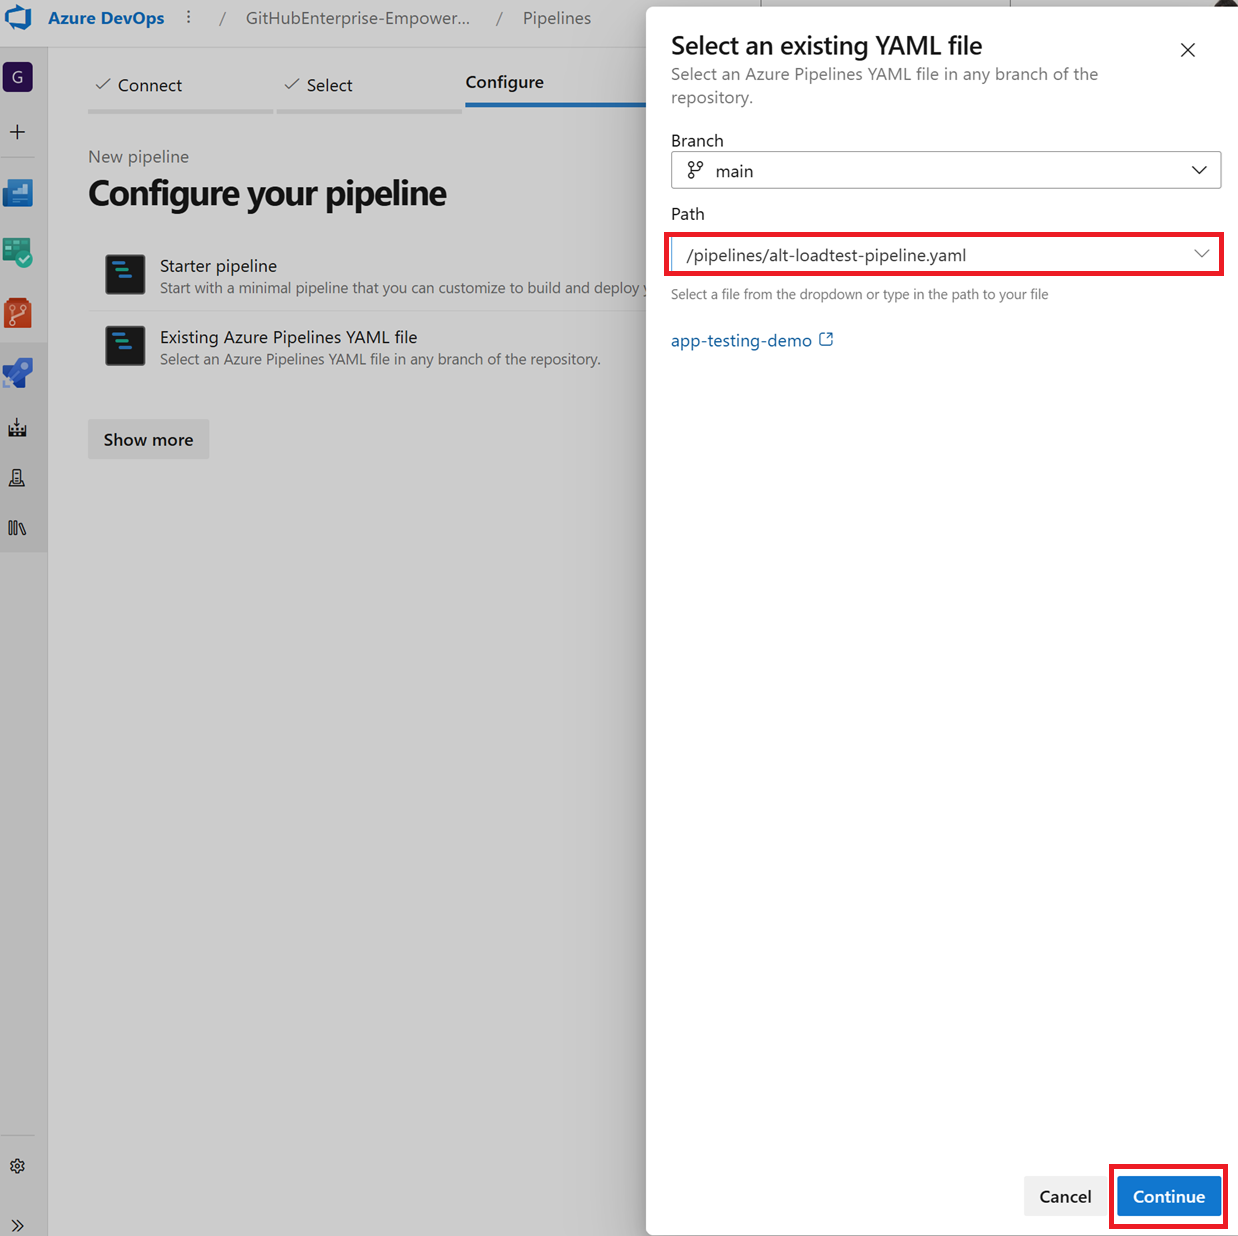 Azure DevOps / GitHubEnterprise-Empower... / Pipelines
G
Connect
Select
Configure
New pipeline
Configure your pipeline
Starter pipeline
Start with a minimal pipeline that you can customize to build and deploy
Existing Azure Pipelines YAML file
Select an Azure Pipelines YAML file in any branch of the repository.
Show more
Select an existing YAML file
Select an Azure Pipelines YAML file in any branch of the
repository.
Branch
main
Path
/pipelines/alt-loadtest-pipeline.yaml
Select a file from the dropdown or type in the path to your file
app-testing-demo
Cancel
Continue